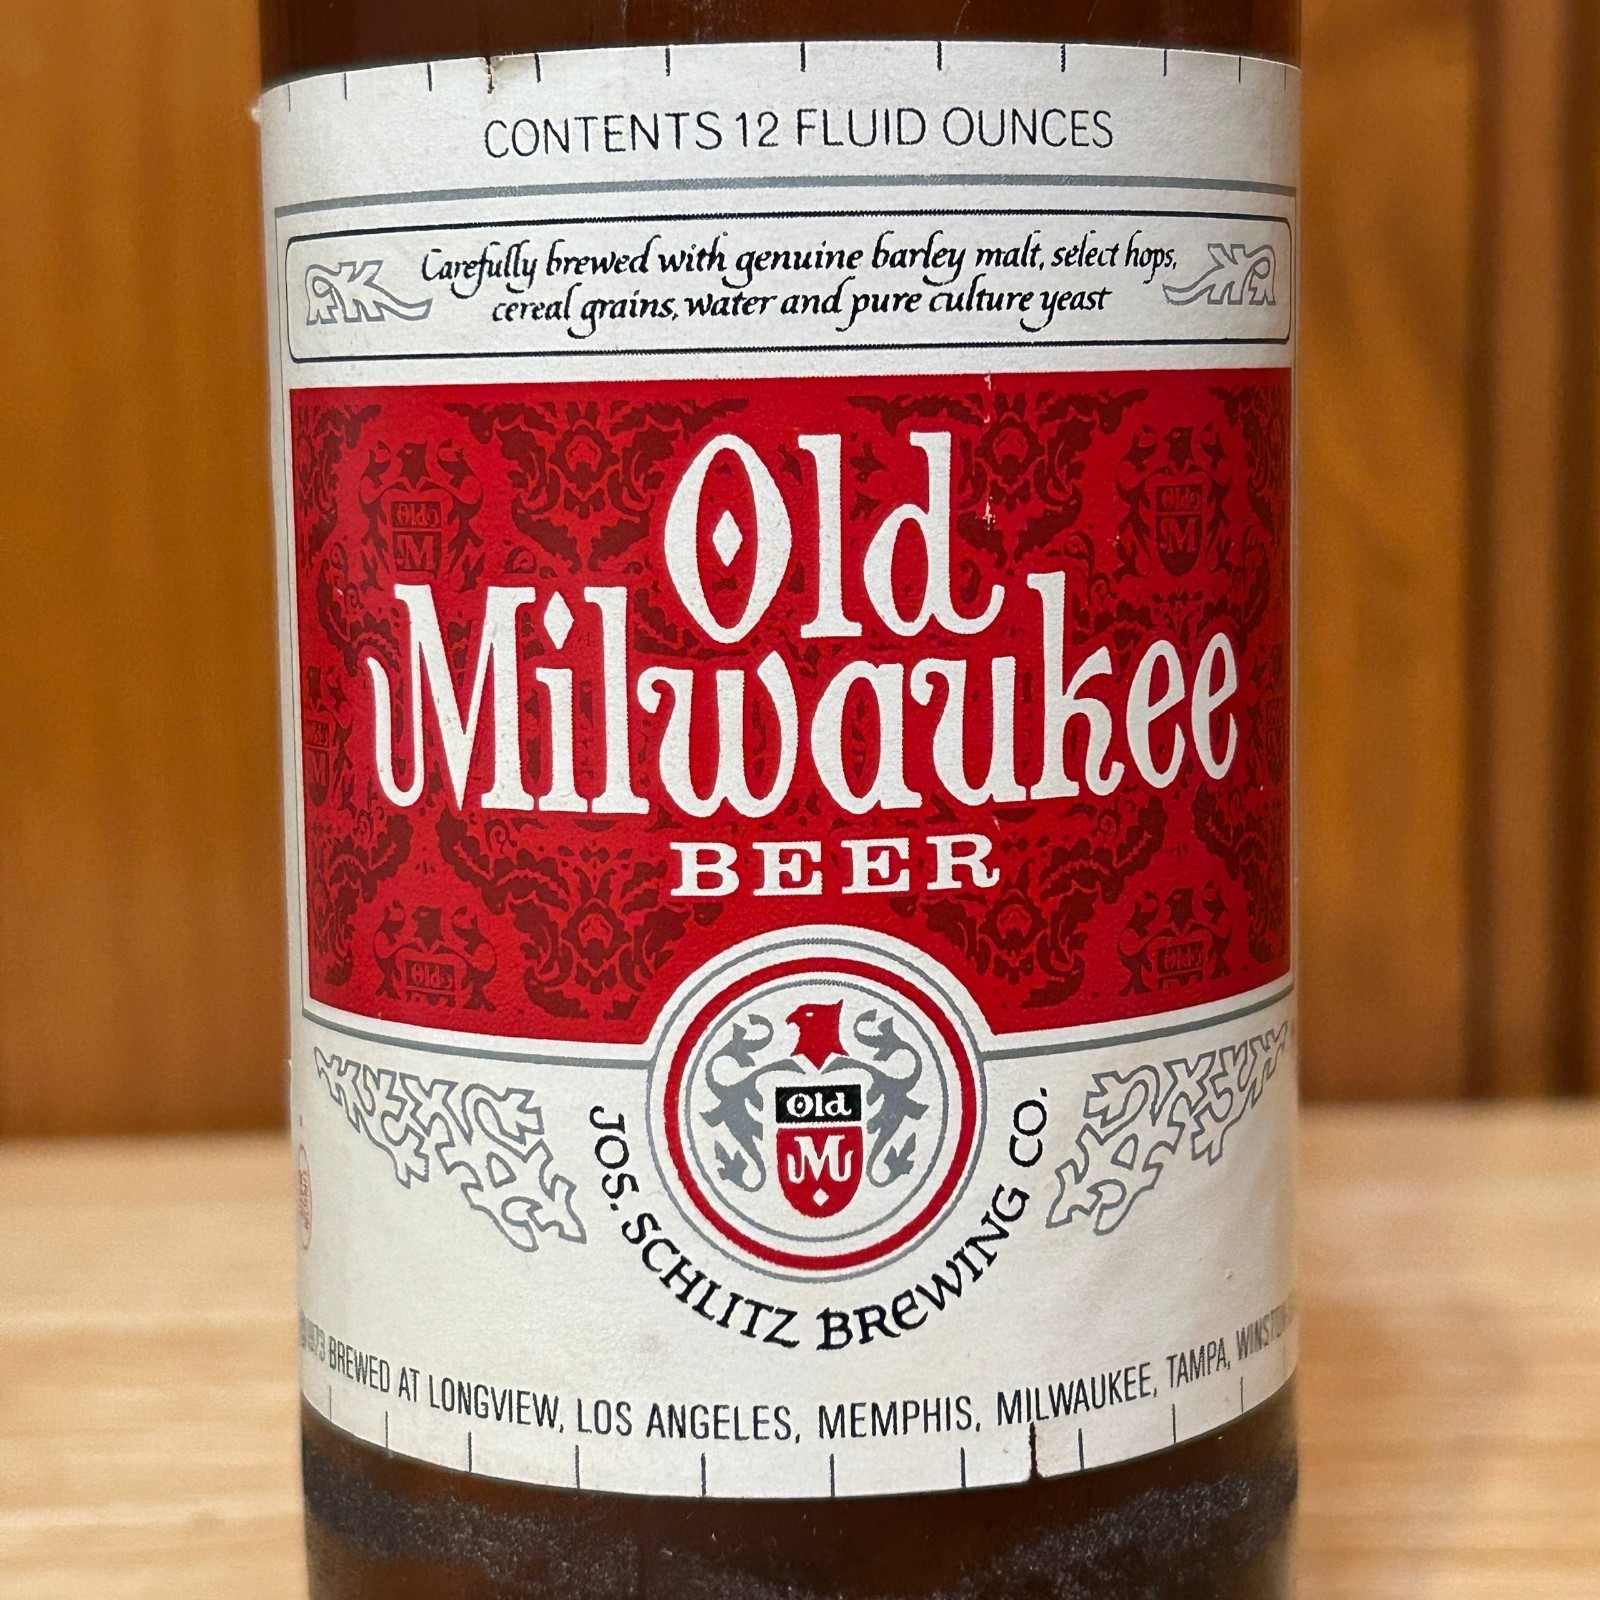 CONTENTS 12 FLUID OUNCES
Carefully brewed with genuine barley malt, select hops,
cereal grains, water and pure culture yeast
Old
Milwaukee
BEER
Old
M
JOS. SCHLITZ BREWING CO.
1973 BREWED AT LONGVIEW, LOS ANGELES, MEMPHIS, MILWAUKEE, TAMPA,